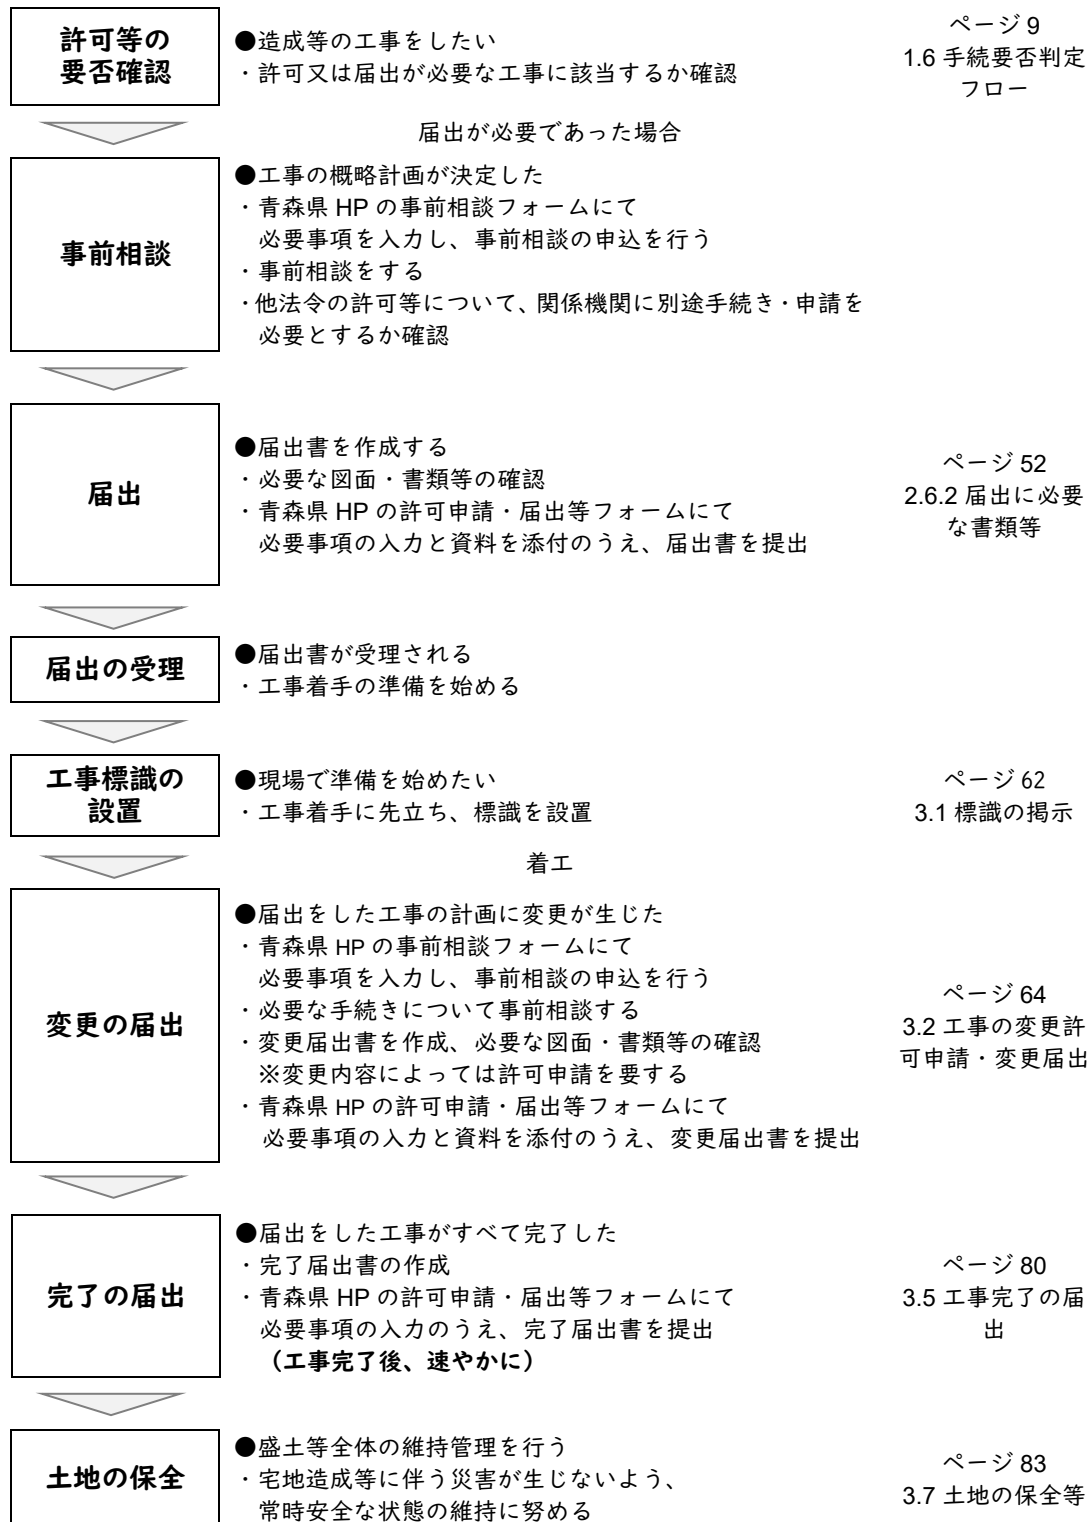 許可等の
要否確認
●造成等の工事をしたい
・許可又は届出が必要な工事に該当するか確認
ページ 9
1.6 手続要否判定
フロー
届出が必要であった場合
事前相談
●工事の概略計画が決定した
・青森県 HP の事前相談フォームにて
必要事項を入力し、事前相談の申込を行う
・事前相談をする
・他法令の許可等について、関係機関に別途手続き・申請を
必要とするか確認
届出
●届出書を作成する
・必要な図面・書類等の確認
・青森県 HP の許可申請・届出等フォームにて
必要事項の入力と資料を添付のうえ、届出書を提出
ページ 52
2.6.2 届出に必要
な書類等
届出の受理
●届出書が受理される
・工事着手の準備を始める
工事標識の
設置
●現場で準備を始めたい
・工事着手に先立ち、標識を設置
ページ 62
3.1 標識の掲示
着工
変更の届出
●届出をした工事の計画に変更が生じた
・青森県 HP の事前相談フォームにて
必要事項を入力し、事前相談の申込を行う
・必要な手続きについて事前相談する
・変更届出書を作成、必要な図面・書類等の確認
※変更内容によっては許可申請を要する
・青森県 HP の許可申請・届出等フォームにて
必要事項の入力と資料を添付のうえ、変更届出書を提出
ページ 64
3.2 工事の変更許
可申請・変更届出
完了の届出
●届出をした工事がすべて完了した
・完了届出書の作成
・青森県 HP の許可申請・届出等フォームにて
必要事項の入力のうえ、完了届出書を提出
（工事完了後、速やかに）
ページ 80
3.5 工事完了の届
出
土地の保全
●盛土等全体の維持管理を行う
・宅地造成等に伴う災害が生じないよう、
常時安全な状態の維持に努める
ページ 83
3.7 土地の保全等